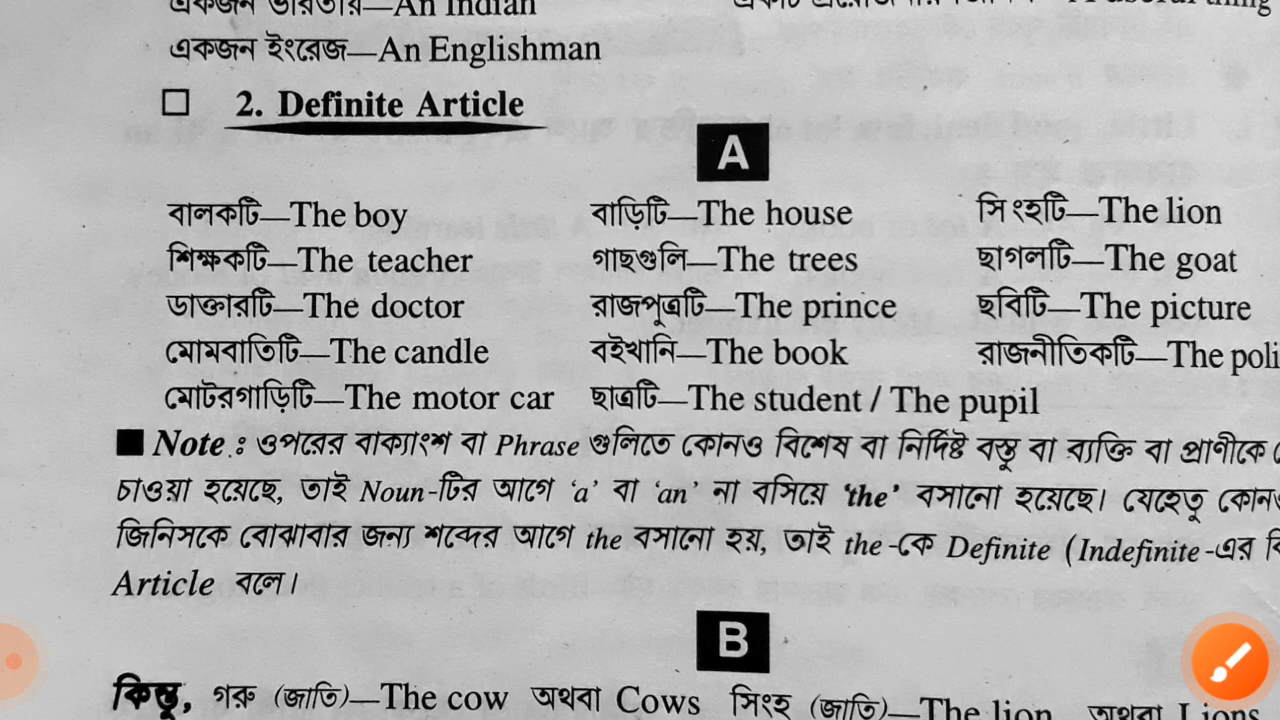 একজন ভারতীয়—An Indian
একজন ইংরেজ—An Englishman
2. Definite Article
A
বালকটি—The boy বাড়িটি—The house সিংহটি—The lion
শিক্ষকটি—The teacher গাছগুলি—The trees ছাগলটি—The goat
ডাক্তারটি—The doctor রাজপুত্রটি—The prince ছবিটি—The picture
মোমবাতিটি—The candle বইখানি—The book রাজনীতিকটি—The poli
মোটরগাড়িটি—The motor car ছাত্রটি—The student / The pupil
■ Note : ওপরের বাক্যাংশ বা Phrase গুলিতে কোনও বিশেষ বা নির্দিষ্ট বস্তু বা ব্যক্তি বা প্রাণীকে
চাওয়া হয়েছে, তাই Noun-টির আগে 'a' বা 'an' না বসিয়ে 'the' বসানো হয়েছে। যেহেতু
জিনিসকে বোঝাবার জন্য শব্দের আগে the বসানো হয়, তাই the-কে Definite (Indefinite-এর
Article বলে।
B
কিন্তু, গরু (জাতি)—The cow অথবা Cows সিংহ (জাতি)—The lion অথবা Lions